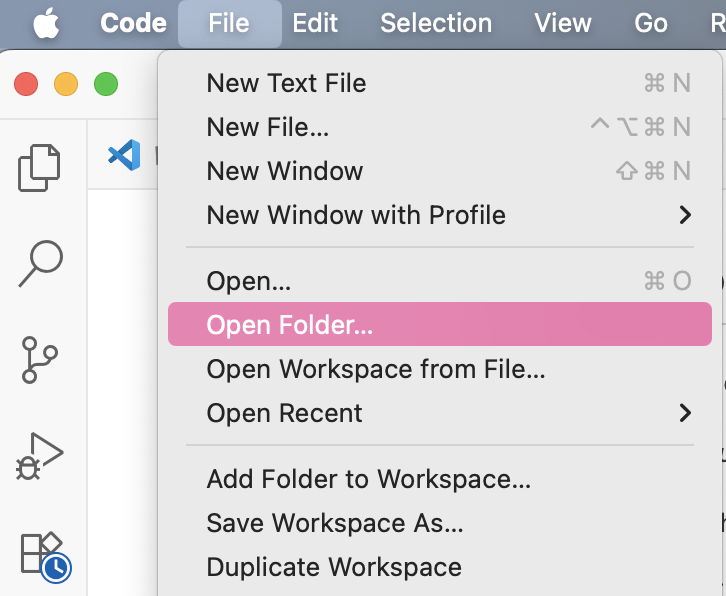 Code File Edit Selection View Go R
New Text File ⌘ N
New File... ^⌥⌘ N
New Window ⇧⌘ N
New Window with Profile
Open... ⌘ O
Open Folder...
Open Workspace from File...
Open Recent
Add Folder to Workspace...
Save Workspace As...
Duplicate Workspace